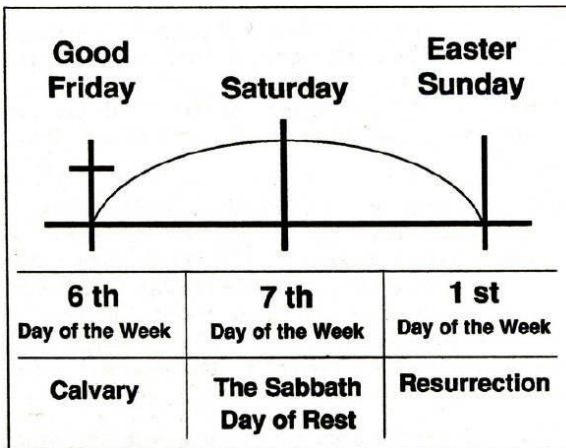 Good
Friday
Saturday
Easter
Sunday
6 th
Day of the Week
7 th
Day of the Week
1 st
Day of the Week
Calvary
The Sabbath
Day of Rest
Resurrection